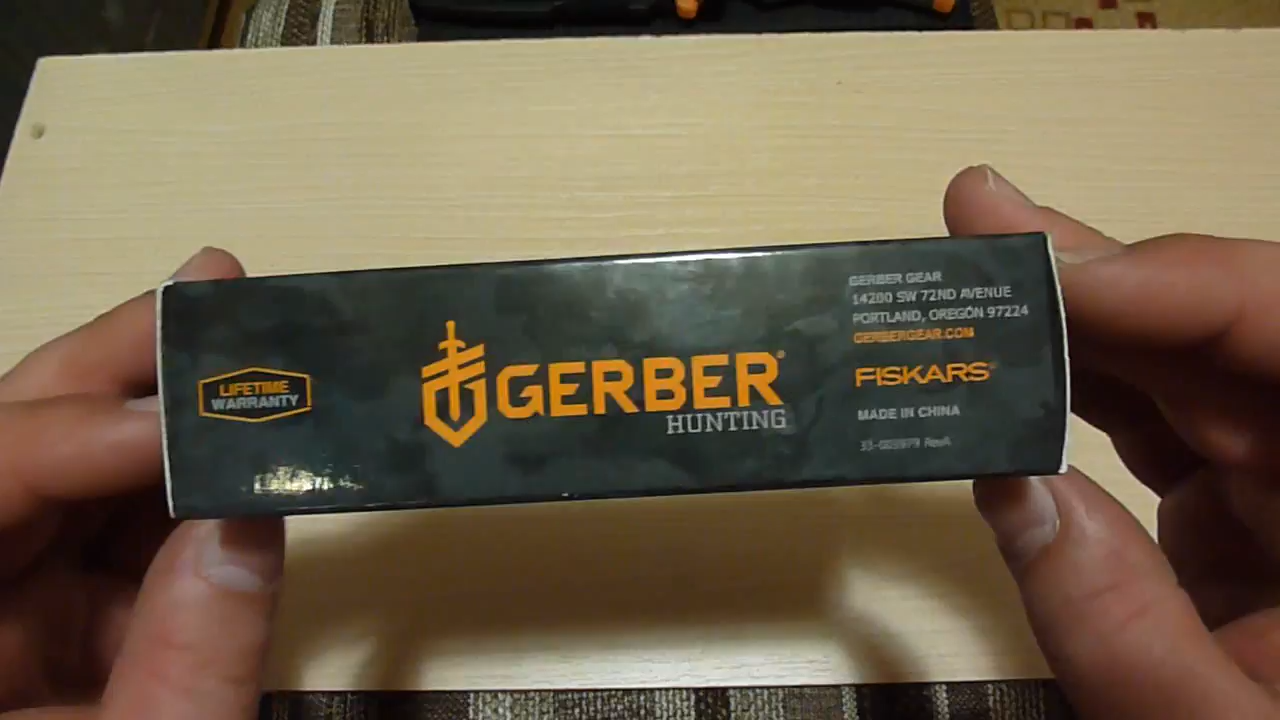 LIFETIME
WARRANTY
GERBER®
HUNTING
GERBER GEAR
14200 SW 72ND AVENUE
PORTLAND, OREGON 97224
GERBERGEAR.COM
FISKARS
MADE IN CHINA
RevA